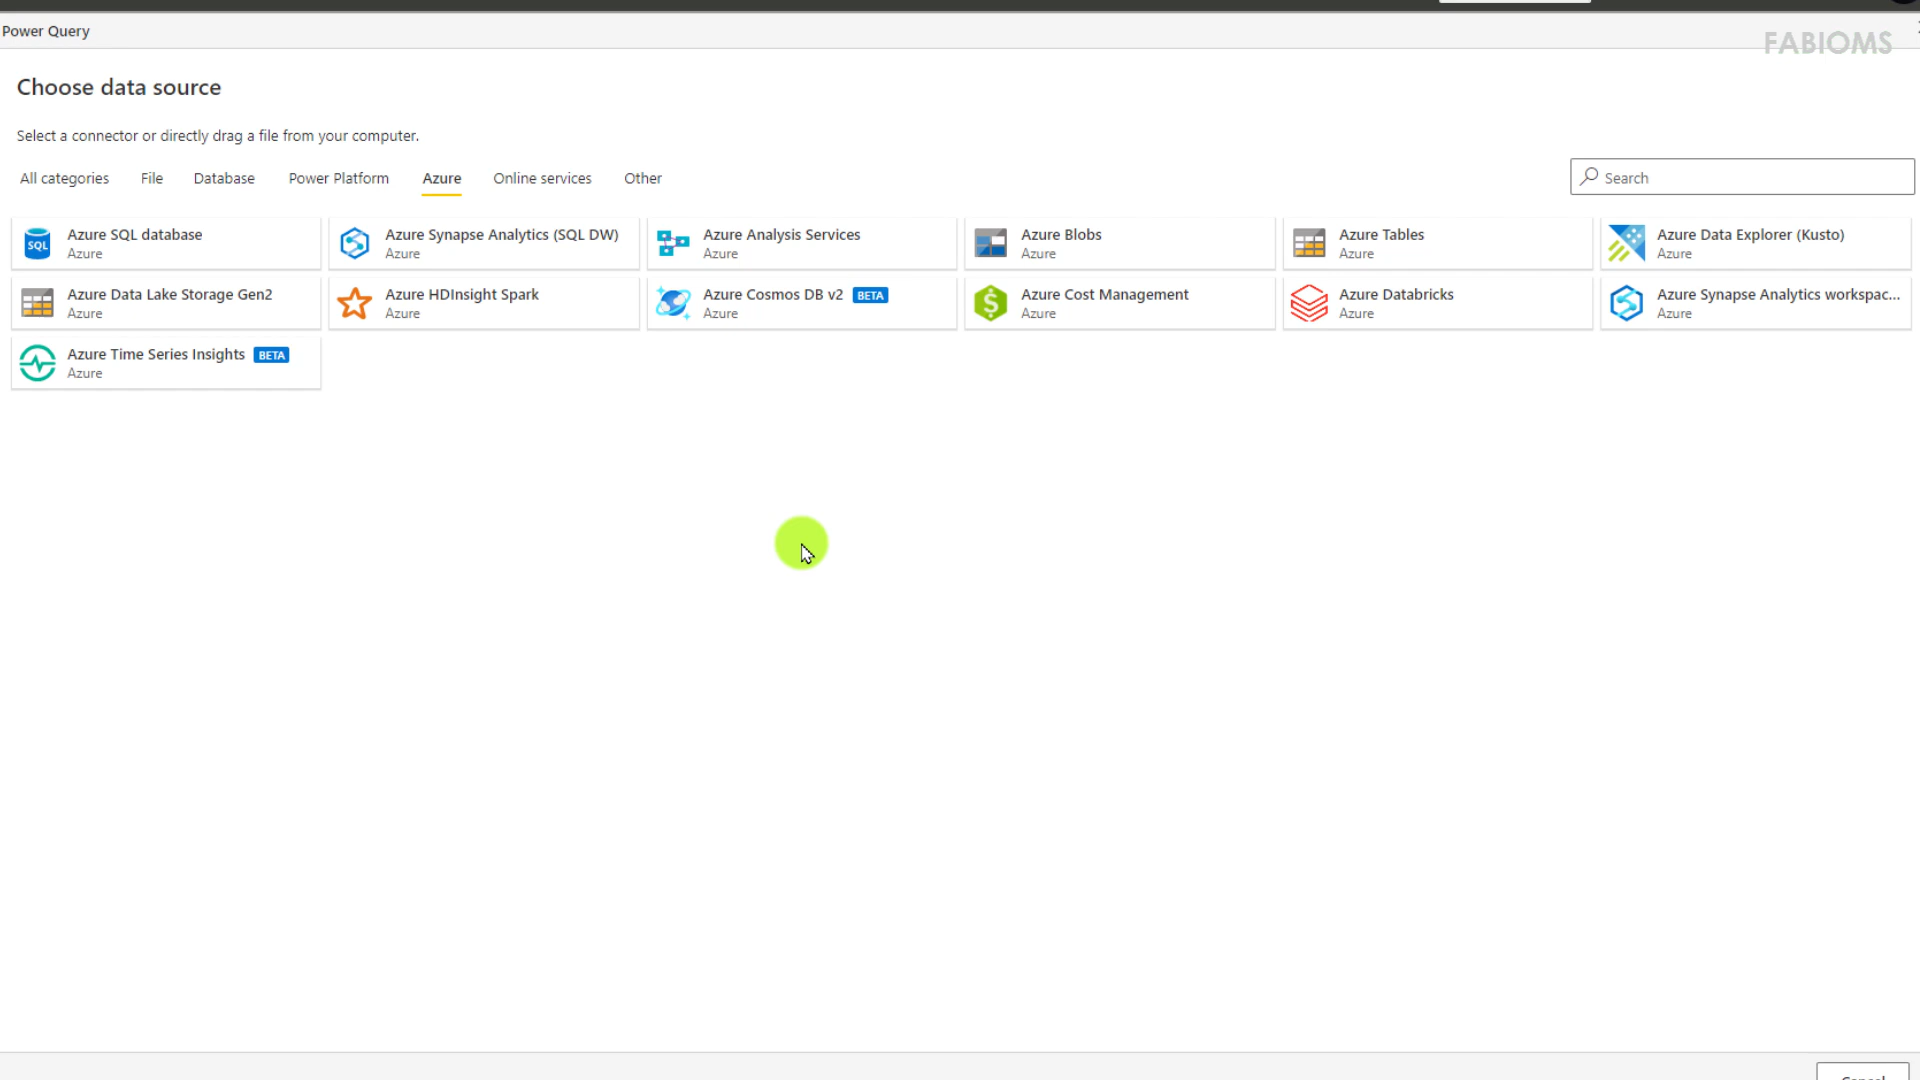 Power Query
FABIOMS
Choose data source
Select a connector or directly drag a file from your computer.
All categories File Database Power Platform Azure Online services Other
Search
SQL
Azure SQL database
Azure
Azure Synapse Analytics (SQL DW)
Azure
Azure Analysis Services
Azure
Azure Blobs
Azure
Azure Tables
Azure
Azure Data Explorer (Kusto)
Azure
Azure Data Lake Storage Gen2
Azure
Azure HDInsight Spark
Azure
Azure Cosmos DB v2 BETA
Azure
Azure Cost Management
Azure
Azure Databricks
Azure
Azure Synapse Analytics workspac...
Azure
Azure Time Series Insights BETA
Azure
Cancel